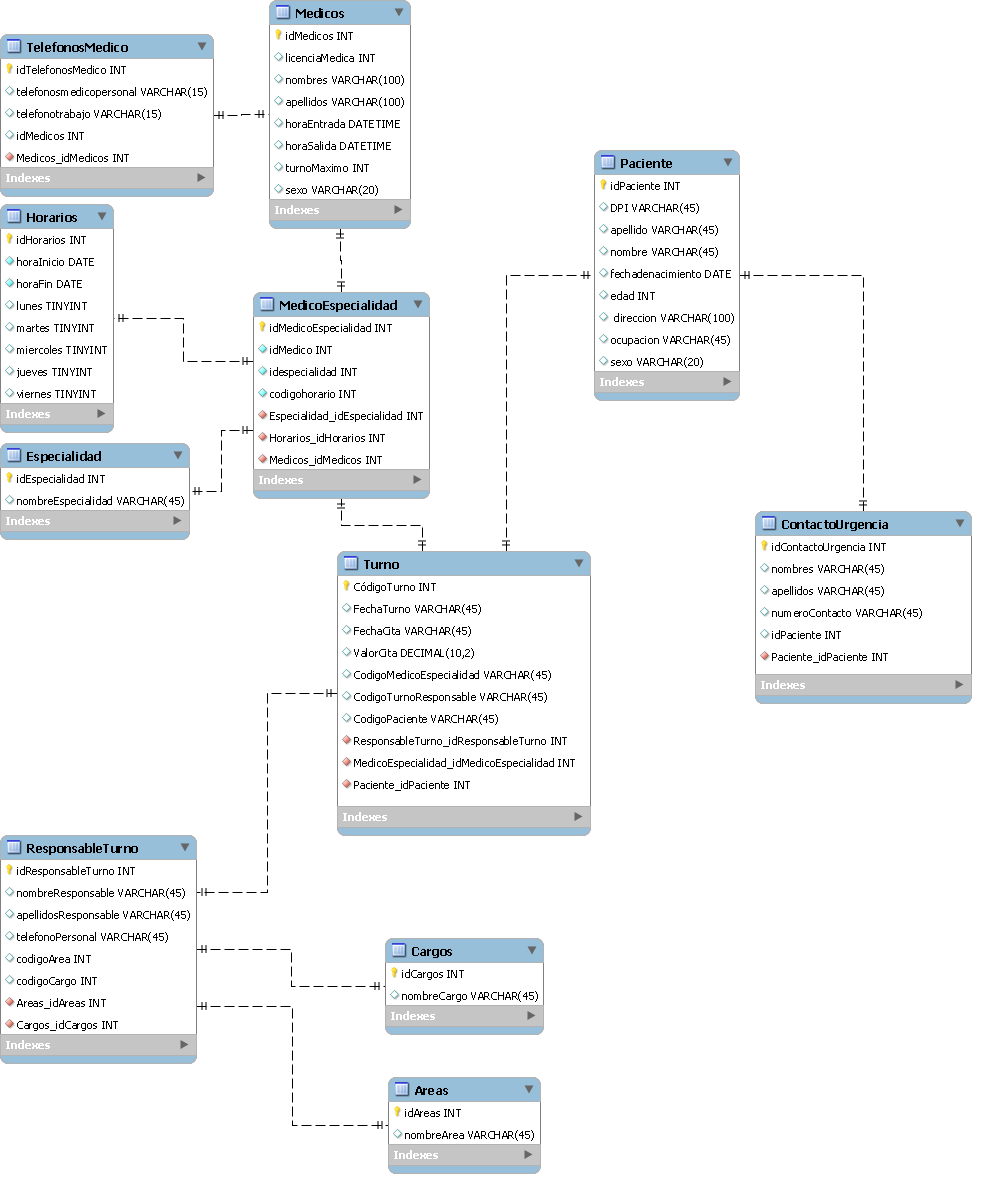 Medicos
idMedicos INT
licenciaMedica INT
nombres VARCHAR(100)
apellidos VARCHAR(100)
horaEntrada DATETIME
horaSalida DATETIME
turnoMaximo INT
sexo VARCHAR(20)
Indexes
TelefonosMedico
idTelefonosMedico INT
telefonosmedicopersonal VARCHAR(15)
telefonotrabajo VARCHAR(15)
idMedicos INT
Medicos_idMedicos INT
Indexes
Horarios
idHorarios INT
horaInicio DATE
horaFin DATE
lunes TINYINT
martes TINYINT
miercoles TINYINT
jueves TINYINT
viernes TINYINT
Indexes
Paciente
idPaciente INT
DPI VARCHAR(45)
apellido VARCHAR(45)
nombre VARCHAR(45)
fechadenacimiento DATE
edad INT
direccion VARCHAR(100)
ocupacion VARCHAR(45)
sexo VARCHAR(20)
Indexes
MedicoEspecialidad
idMedicoEspecialidad INT
idMedico INT
idespecialidad INT
codigohorario INT
Especialidad_idEspecialidad INT
Horarios_idHorarios INT
Medicos_idMedicos INT
Indexes
Especialidad
idEspecialidad INT
nombreEspecialidad VARCHAR(45)
Indexes
ContactoUrgencia
idContactoUrgencia INT
nombres VARCHAR(45)
apellidos VARCHAR(45)
numeroContacto VARCHAR(45)
idPaciente INT
Paciente_idPaciente INT
Indexes
Turno
CódigoTurno INT
FechaTurno VARCHAR(45)
FechaCita VARCHAR(45)
ValorCita DECIMAL(10,2)
CodigoMedicoEspecialidad VARCHAR(45)
CodigoTurnoResponsable VARCHAR(45)
CodigoPaciente VARCHAR(45)
ResponsableTurno_idResponsableTurno INT
MedicoEspecialidad_idMedicoEspecialidad INT
Paciente_idPaciente INT
Indexes
ResponsableTurno
idResponsableTurno INT
nombreResponsable VARCHAR(45)
apellidosResponsable VARCHAR(45)
telefonoPersonal VARCHAR(45)
codigoArea INT
codigoCargo INT
Areas_idAreas INT
Cargos_idCargos INT
Indexes
Cargos
idCargos INT
nombreCargo VARCHAR(45)
Indexes
Areas
idAreas INT
nombreArea VARCHAR(45)
Indexes